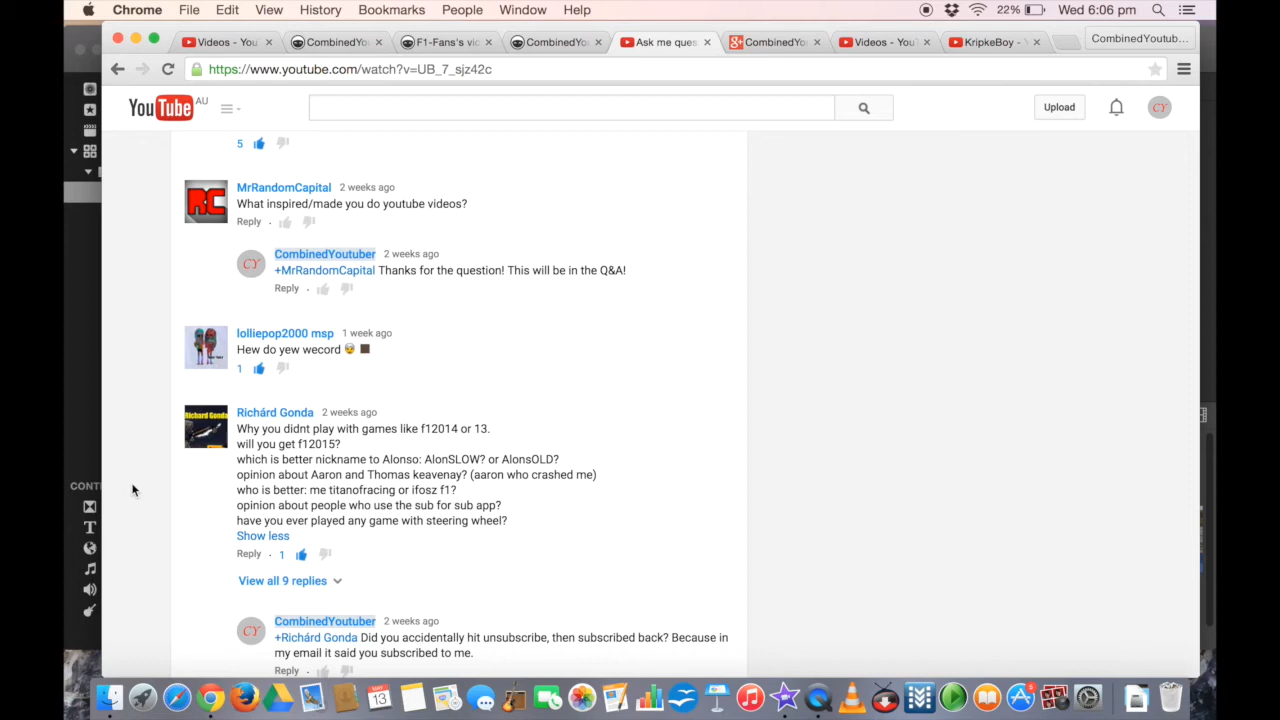 Chrome File Edit View History Bookmarks People Window Help 22% Wed 6:06 pm
Videos - You CombinedYo F1-Fans's vi CombinedYo Ask me ques CombinedYo Videos - You KripkeBoy - CombinedYoutub...
https://www.youtube.com/watch?v=UB_7_sjz42c
YouTube AU Upload CY
5
MrRandomCapital 2 weeks ago
RC
What inspired/made you do youtube videos?
Reply
CombinedYoutuber 2 weeks ago
CY
+MrRandomCapital Thanks for the question! This will be in the Q&A!
Reply
lolliepop2000 msp 1 week ago
Hew do yew wecord
1
Richárd Gonda 2 weeks ago
Richard Gonda
Why you didnt play with games like f12014 or 13.
will you get f12015?
which is better nickname to Alonso: AlonSLOW? or AlonsOLD?
opinion about Aaron and Thomas keavenay? (aaron who crashed me)
CONT
who is better: me titanofracing or ifosz f1?
opinion about people who use the sub for sub app?
have you ever played any game with steering wheel?
Show less
Reply 1
View all 9 replies
CombinedYoutuber 2 weeks ago
CY
+Richárd Gonda Did you accidentally hit unsubscribe, then subscribed back? Because in
my email it said you subscribed to me.
Reply
13